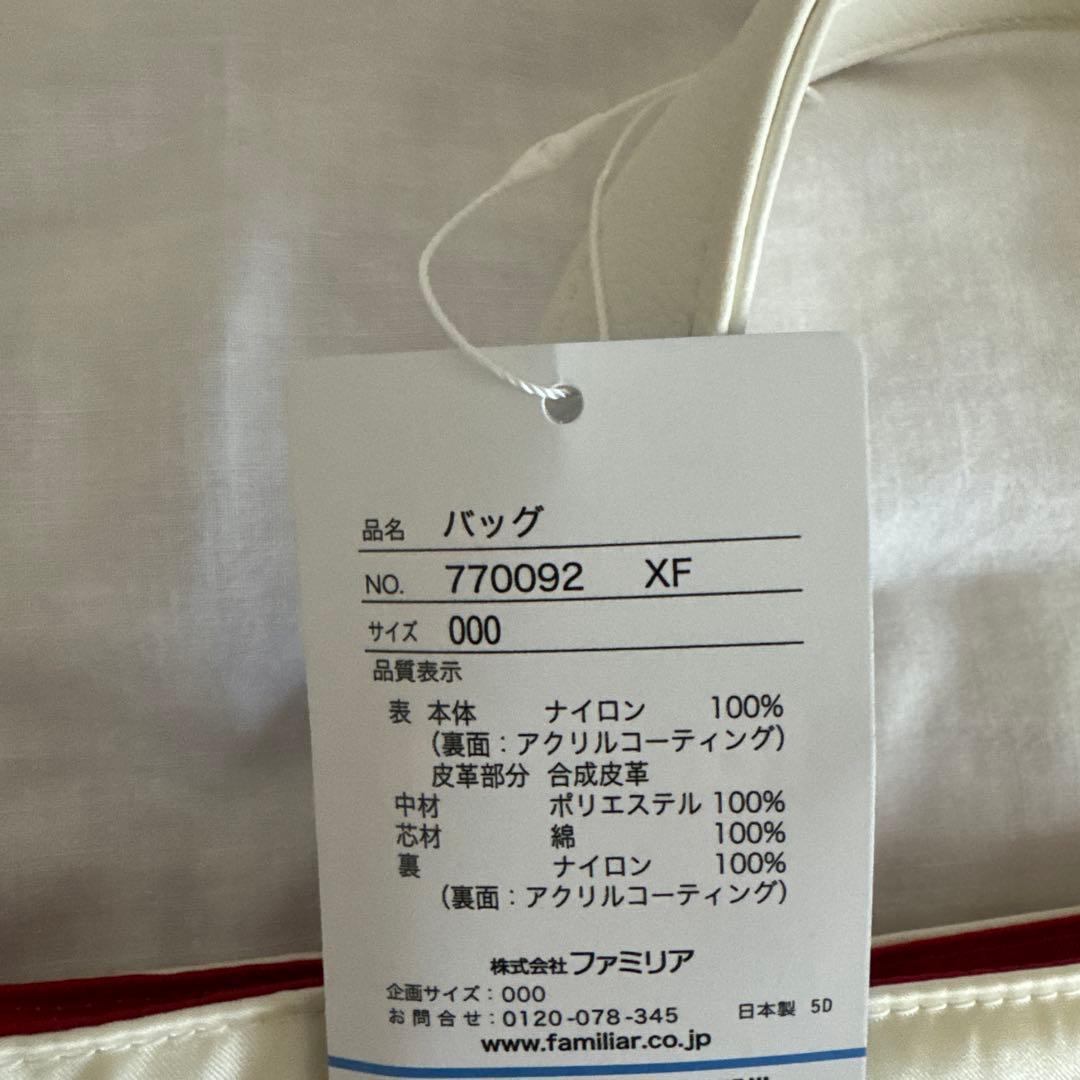 品名 バッグ
NO. 770092 XF
サイズ 000
品質表示
表 本体 ナイロン 100%
（裏面：アクリルコーティング）
皮革部分 合成皮革
中材 ポリエステル 100%
芯材 綿 100%
裏 ナイロン 100%
（裏面：アクリルコーティング）
株式会社ファミリア
企画サイズ：000
お問合せ：0120-078-345 日本製 5D
www.familiar.co.jp